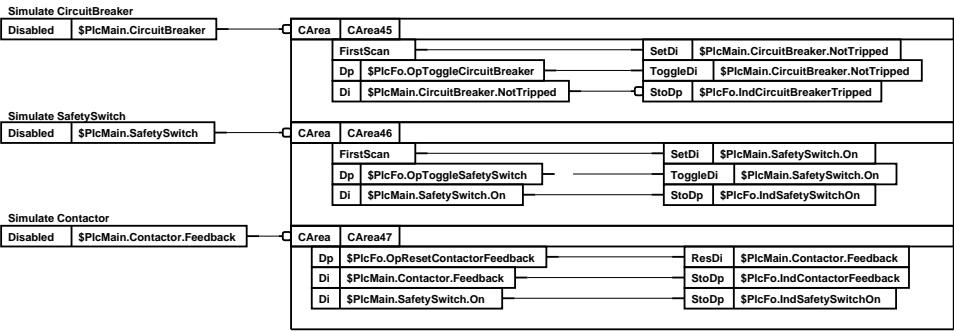 Simulate CircuitBreaker
Disabled $PlcMain.CircuitBreaker CArea CArea45
FirstScan SetDi $PlcMain.CircuitBreaker.NotTripped
Dp $PlcFo.OpToggleCircuitBreaker ToggleDi $PlcMain.CircuitBreaker.NotTripped
Di $PlcMain.CircuitBreaker.NotTripped StoDp $PlcFo.IndCircuitBreakerTripped
Simulate SafetySwitch
Disabled $PlcMain.SafetySwitch CArea CArea46
FirstScan SetDi $PlcMain.SafetySwitch.On
Dp $PlcFo.OpToggleSafetySwitch ToggleDi $PlcMain.SafetySwitch.On
Di $PlcMain.SafetySwitch.On StoDp $PlcFo.IndSafetySwitchOn
Simulate Contactor
Disabled $PlcMain.Contactor.Feedback CArea CArea47
Dp $PlcFo.OpResetContactorFeedback ResDi $PlcMain.Contactor.Feedback
Di $PlcMain.Contactor.Feedback StoDp $PlcFo.IndContactorFeedback
Di $PlcMain.SafetySwitch.On StoDp $PlcFo.IndSafetySwitchOn